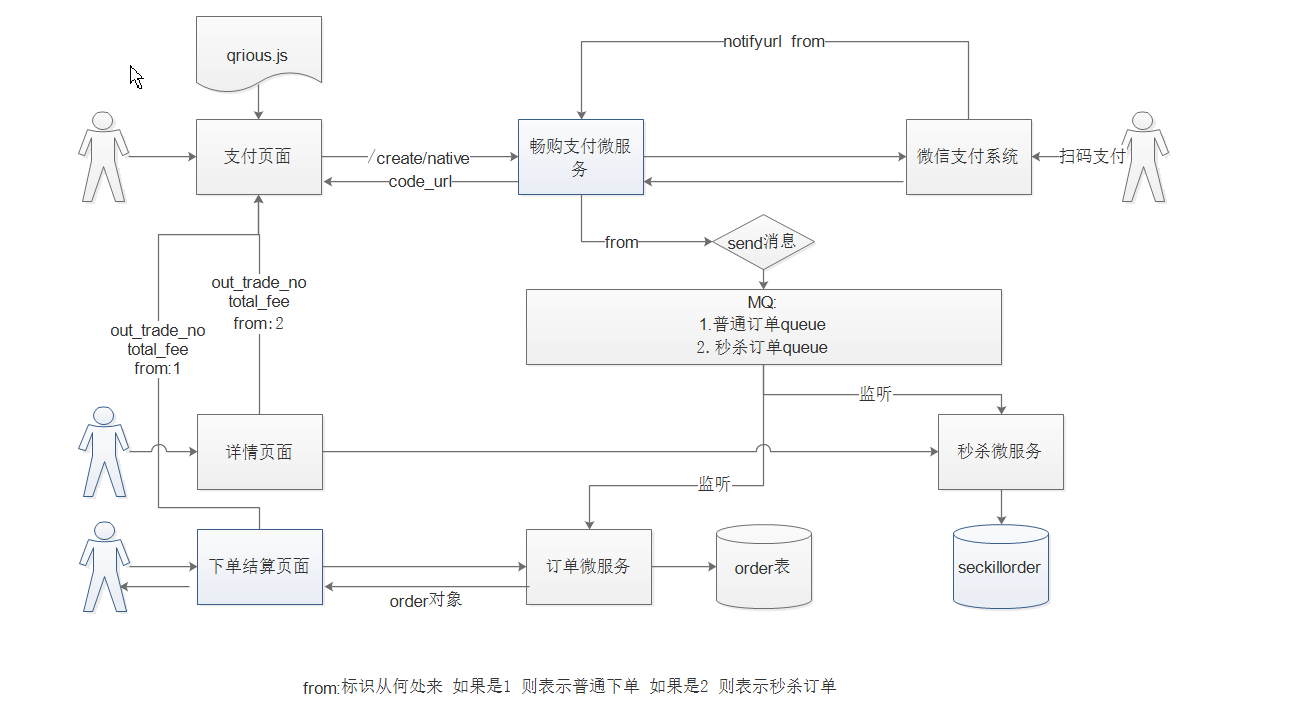 notifyurl from
qrious.js
支付页面
/create/native
code_url
畅购支付微服
务
微信支付系统
扫码支付
from
send消息
out_trade_no
total_fee
from:2
MQ:
1.普通订单queue
2.秒杀订单queue
out_trade_no
total_fee
from:1
监听
详情页面
秒杀微服务
监听
下单结算页面
订单微服务
order表
seckillorder
order对象
from:标识从何处来 如果是1 则表示普通下单 如果是2 则表示秒杀订单